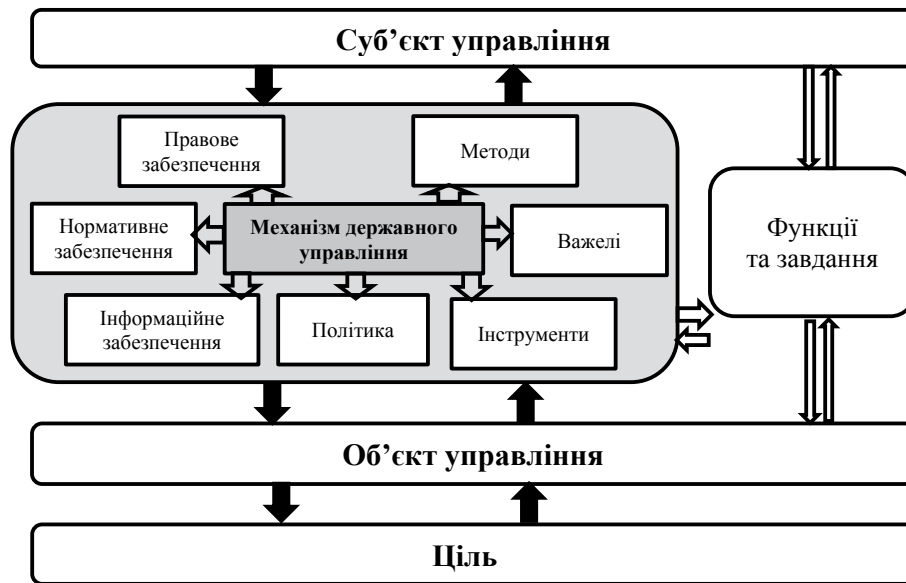 Суб’єкт управління
Правове
забезпечення
Методи
Нормативне
забезпечення
Механізм державного
управління
Важелі
Функції
та завдання
Інформаційне
забезпечення
Політика
Інструменти
Об’єкт управління
Ціль